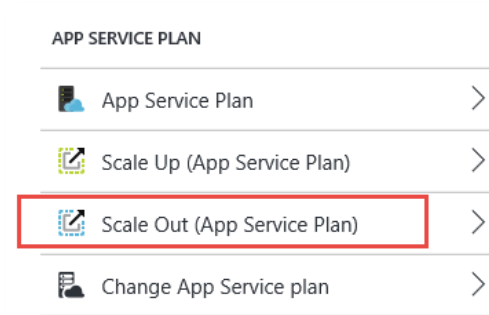 APP SERVICE PLAN
App Service Plan
Scale Up (App Service Plan)
Scale Out (App Service Plan)
Change App Service plan